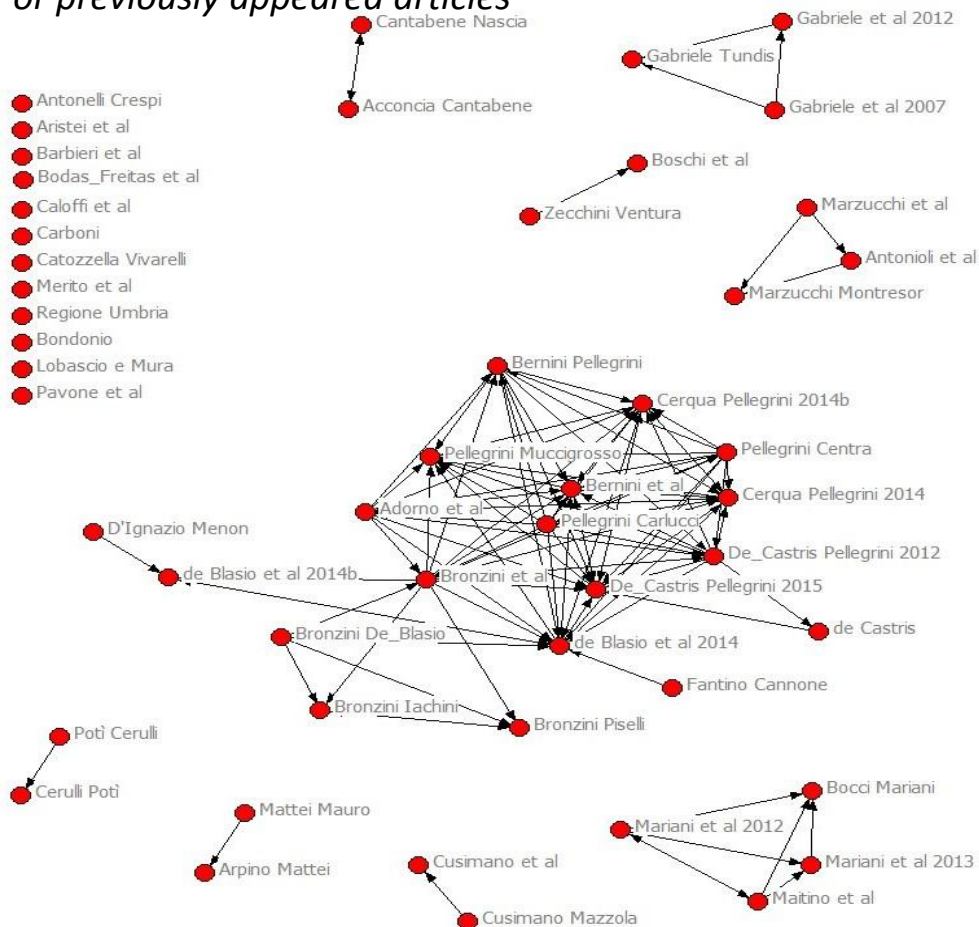 or previously appeared articles
Cantabene Nascia
Gabriele et al 2012
Gabriele Tundis
Antonelli Crespi
Acconcia Cantabene
Gabriele et al 2007
Aristei et al
Barbieri et al
Boschi et al
Bodas_Freitas et al
Caloffi et al
Zecchini Ventura
Marzucchi et al
Carboni
Catozzella Vivarelli
Antonioli et al
Merito et al
Marzucchi Montresor
Regione Umbria
Bondonio
Lobascio e Mura
Bernini Pellegrini
Pavone et al
Cerqua Pellegrini 2014b
Pellegrini Muccigrosso
Pellegrini Centra
Bernini et al
Cerqua Pellegrini 2014
Adorno et al
Pellegrini Carlucci
D'Ignazio Menon
De_Castris Pellegrini 2012
de Blasio et al 2014b
Bronzini et al
De_Castris Pellegrini 2015
de Castris
Bronzini De_Blasio
de Blasio et al 2014
Fantino Cannone
Bronzini Iachini
Bronzini Piselli
Potì Cerulli
Cerulli Potì
Bocci Mariani
Mattei Mauro
Mariani et al 2012
Arpino Mattei
Cusimano et al
Mariani et al 2013
Maitino et al
Cusimano Mazzola